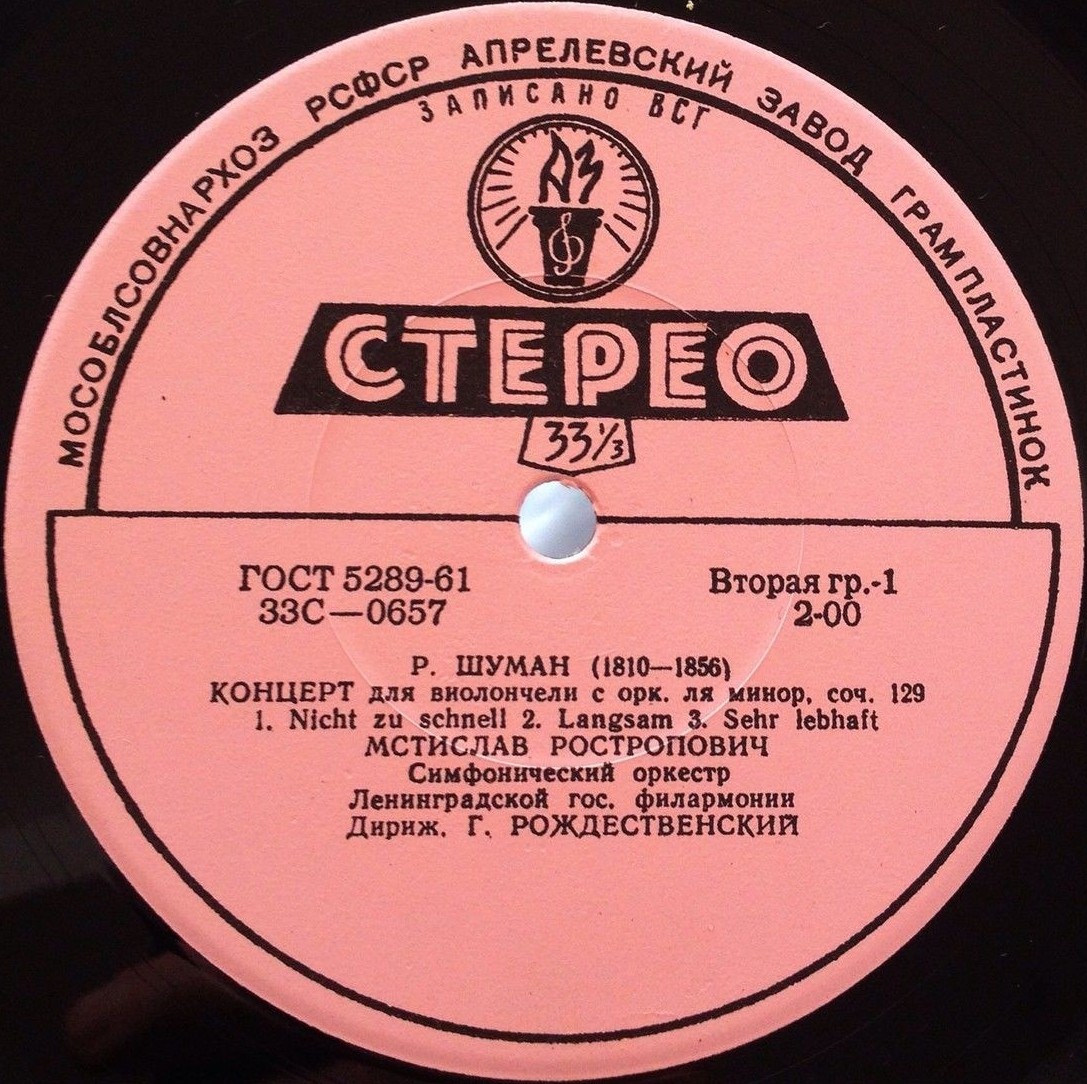 МОСОБЛСОВНАРХОЗ РСФСР АПРЕЛЕВСКИЙ ЗАВОД ГРАМПЛАСТИНОК
ЗАПИСАНО ВСГ
АЗ
СТЕРЕО
33⅓
ГОСТ 5289-61
Вторая гр.-1
33С—0657
2-00
Р. ШУМАН (1810—1856)
КОНЦЕРТ для виолончели с орк. ля минор, соч. 129
1. Nicht zu schnell 2. Langsam 3. Sehr lebhaft
МСТИСЛАВ РОСТРОПОВИЧ
Симфонический оркестр
Ленинградской гос. филармонии
Дириж. Г. РОЖДЕСТВЕНСКИЙ